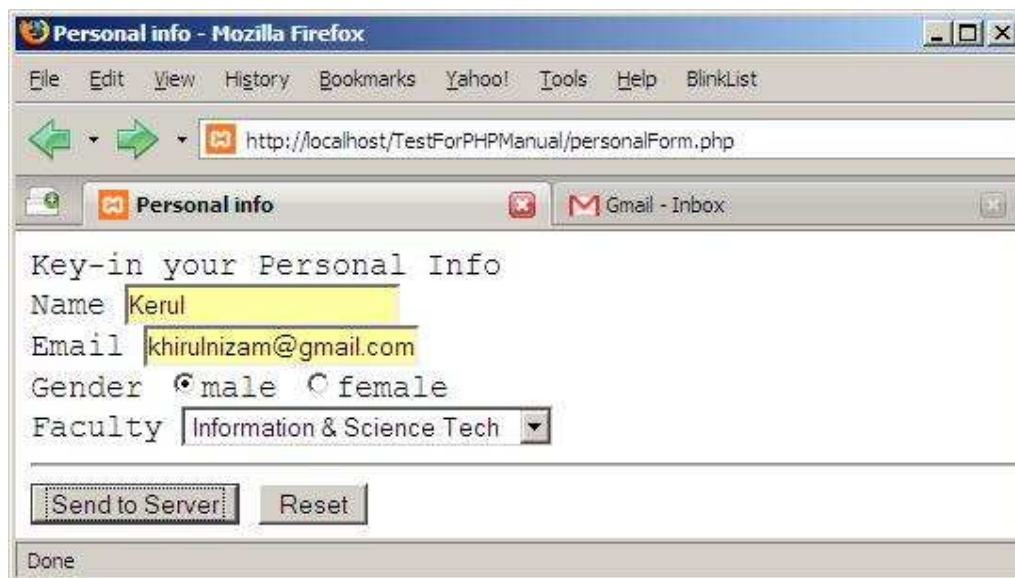 Personal info - Mozilla Firefox
File Edit View History Bookmarks Yahoo! Tools Help BlinkList
http://localhost/TestForPHPManual/personalForm.php
Personal info Gmail - Inbox
Key-in your Personal Info
Name Kerul
Email khirulnizam@gmail.com
Gender male female
Faculty Information & Science Tech
Send to Server Reset
Done